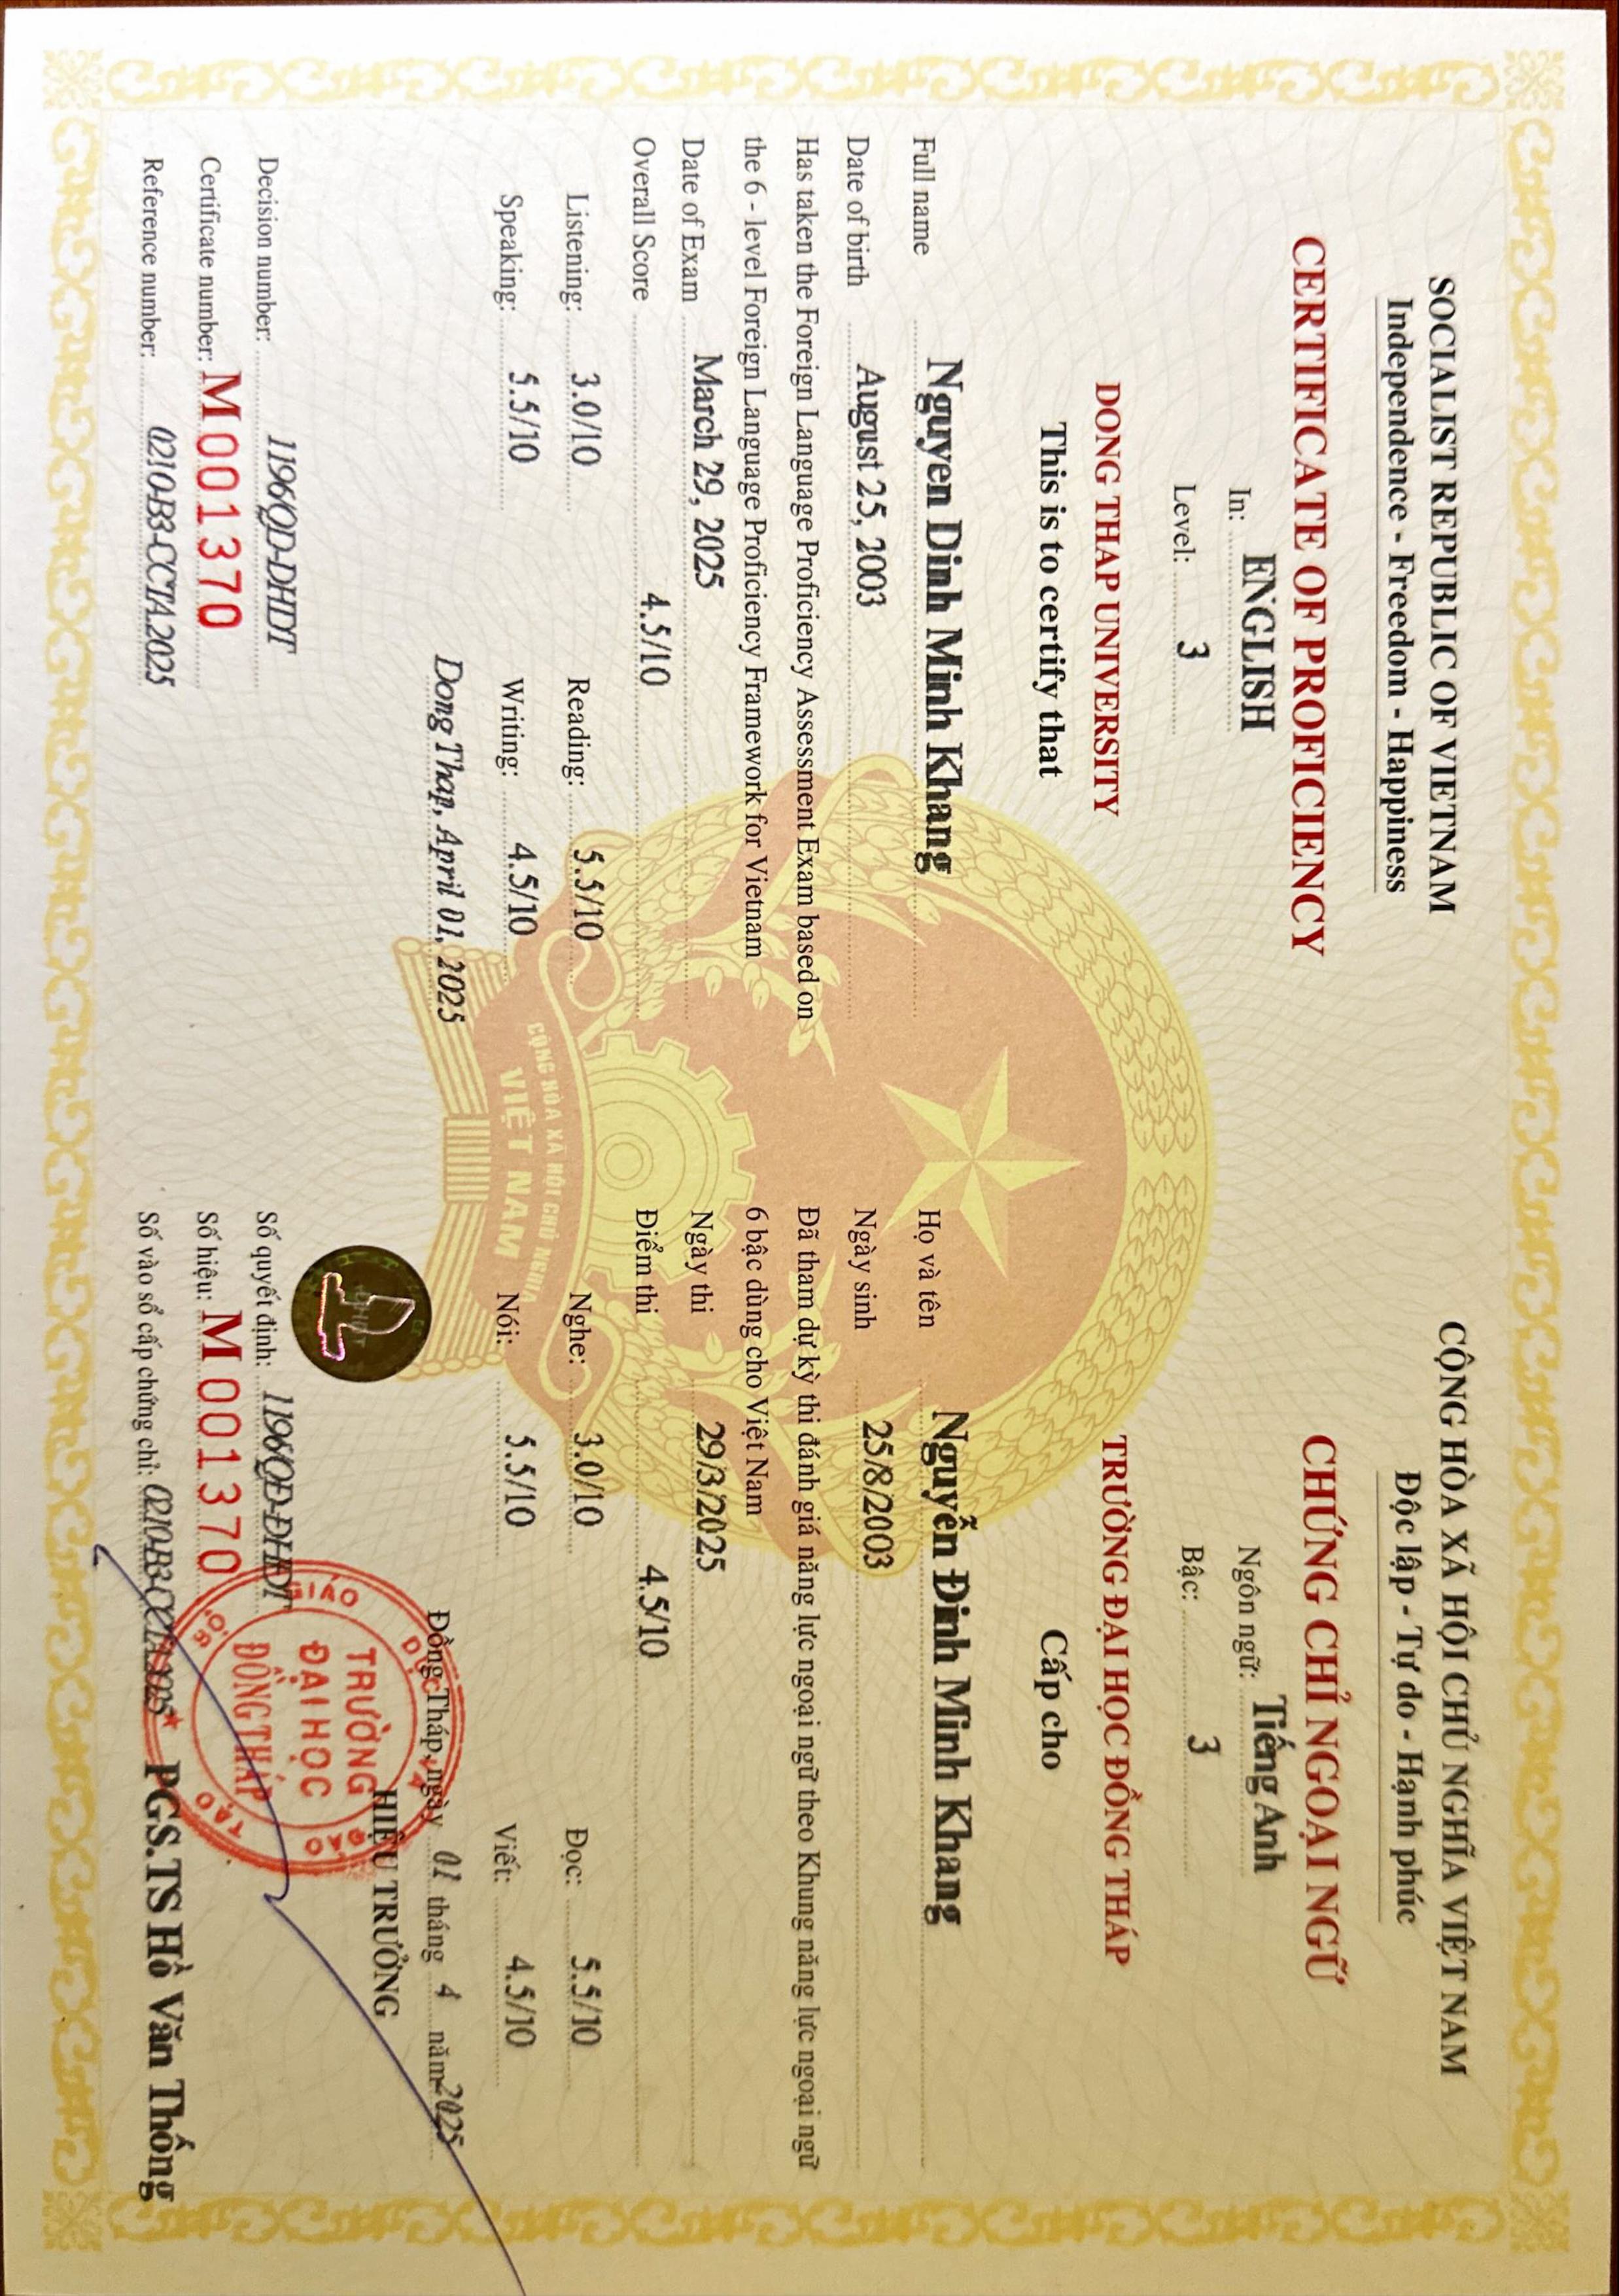 SOCIALIST REPUBLIC OF VIETNAM
Independence - Freedom - Happiness
CERTIFICATE OF PROFICIENCY
In: ENGLISH
Level: 3
DONG THAP UNIVERSITY
This is to certify that
Full name Nguyen Dinh Minh Khang
Date of birth August 25, 2003
Has taken the Foreign Language Proficiency Assessment Exam based on
the 6 - level Foreign Language Proficiency Framework for Vietnam
Date of Exam March 29, 2025
Overall Score 4.5/10
Listening: 3.0/10 Reading: 5.5/10
Speaking: 5.5/10 Writing: 4.5/10
Dong Thap, April 01, 2025
Decision number: 1196/QD-DHDT
Certificate number: M 001370
Reference number: 0210-B3-CCTA.2025
CỘNG HÒA XÃ HỘI CHỦ NGHĨA VIỆT NAM
Độc lập - Tự do - Hạnh phúc
CHỨNG CHỈ NGOẠI NGỮ
Ngôn ngữ: Tiếng Anh
Bậc: 3
TRƯỜNG ĐẠI HỌC ĐỒNG THÁP
Cấp cho
Họ và tên Nguyễn Đình Minh Khang
Ngày sinh 25/8/2003
Đã tham dự kỳ thi đánh giá năng lực ngoại ngữ theo Khung năng lực ngoại ngữ
6 bậc dùng cho Việt Nam
Ngày thi 29/3/2025
Điểm thi 4.5/10
Nghe: 3.0/10 Đọc: 5.5/10
Nói: 5.5/10 Viết: 4.5/10
Đồng Tháp, ngày 01 tháng 4 năm 2025
HIỆU TRƯỞNG
Số quyết định: 1196/QĐ-ĐHĐT
Số hiệu: M 001370
Số vào sổ cấp chứng chỉ: 0210-B3-CCTA.2025
PGS.TS Hồ Văn Thống
CỘNG HÒA XÃ HỘI CHỦ NGHĨA
VIỆT NAM
BỘ GIÁO DỤC VÀ ĐÀO TẠO
TRƯỜNG
ĐẠI HỌC
ĐỒNG THÁP
ĐHĐT